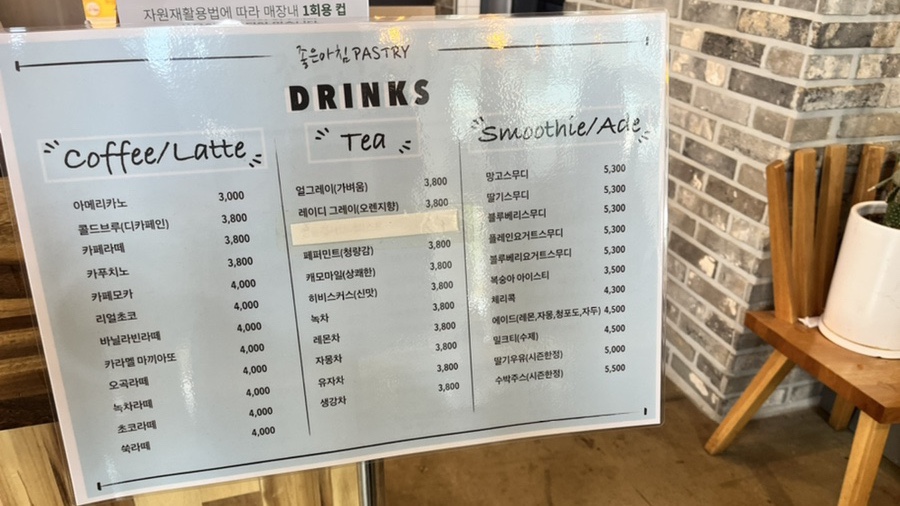 자원재활용법에 따라 매장내 1회용 컵
좋은아침 PASTRY
DRINKS
Coffee/Latte
아메리카노 3,000
콜드브루(디카페인) 3,800
카페라떼 3,800
카푸치노 3,800
카페모카 4,000
리얼초코 4,000
바닐라빈라떼 4,000
카라멜 마끼아또 4,000
오곡라떼 4,000
녹차라떼 4,000
초코라떼 4,000
쑥라떼 4,000
Tea
얼그레이(가벼움) 3,800
레이디 그레이(오렌지향) 3,800
페퍼민트(청량감) 3,800
캐모마일(상쾌한) 3,800
히비스커스(신맛) 3,800
녹차 3,800
레몬차 3,800
자몽차 3,800
유자차 3,800
생강차 3,800
Smoothie/Ade
망고스무디 5,300
딸기스무디 5,300
블루베리스무디 5,300
플레인요거트스무디 5,300
블루베리요거트스무디 5,300
복숭아 아이스티 3,500
체리콕 4,300
에이드(레몬,자몽,청포도,자두) 4,500
밀크티(수제) 4,500
딸기우유(시즌한정) 5,000
수박주스(시즌한정) 5,500